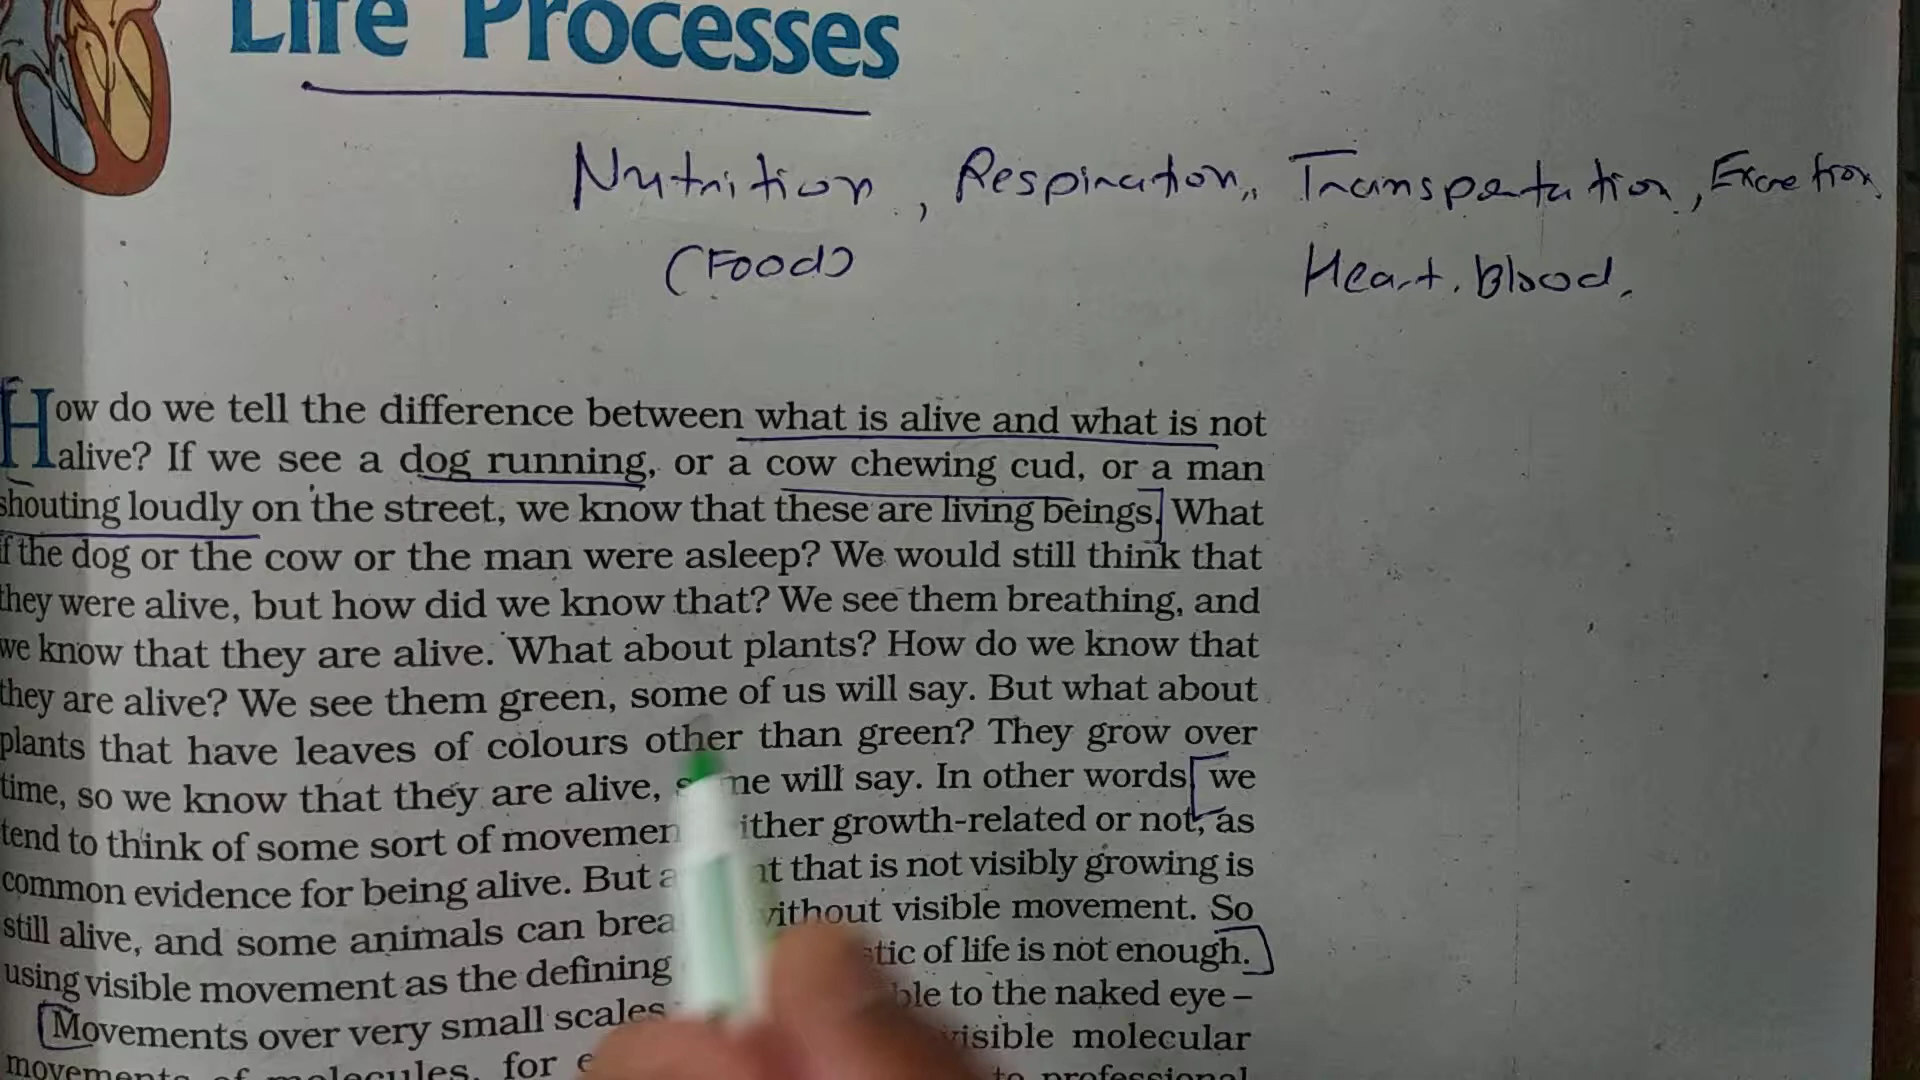 Life Processes
Nutrition, Respiration, Transportation, Excretion
(Food) Heart. Blood.
How do we tell the difference between what is alive and what is not
alive? If we see a dog running, or a cow chewing cud, or a man
shouting loudly on the street, we know that these are living beings. What
if the dog or the cow or the man were asleep? We would still think that
they were alive, but how did we know that? We see them breathing, and
we know that they are alive. What about plants? How do we know that
they are alive? We see them green, some of us will say. But what about
plants that have leaves of colours other than green? They grow over
time, so we know that they are alive, will say. In other words, we
tend to think of some sort of growth-related or not, as
common evidence for being alive. But that is not visibly growing is
still alive, and some animals can without visible movement. So
using visible movement as the defining of life is not enough.
Movements over very small scales to the naked eye –
molecular
movements of molecules, for to professional